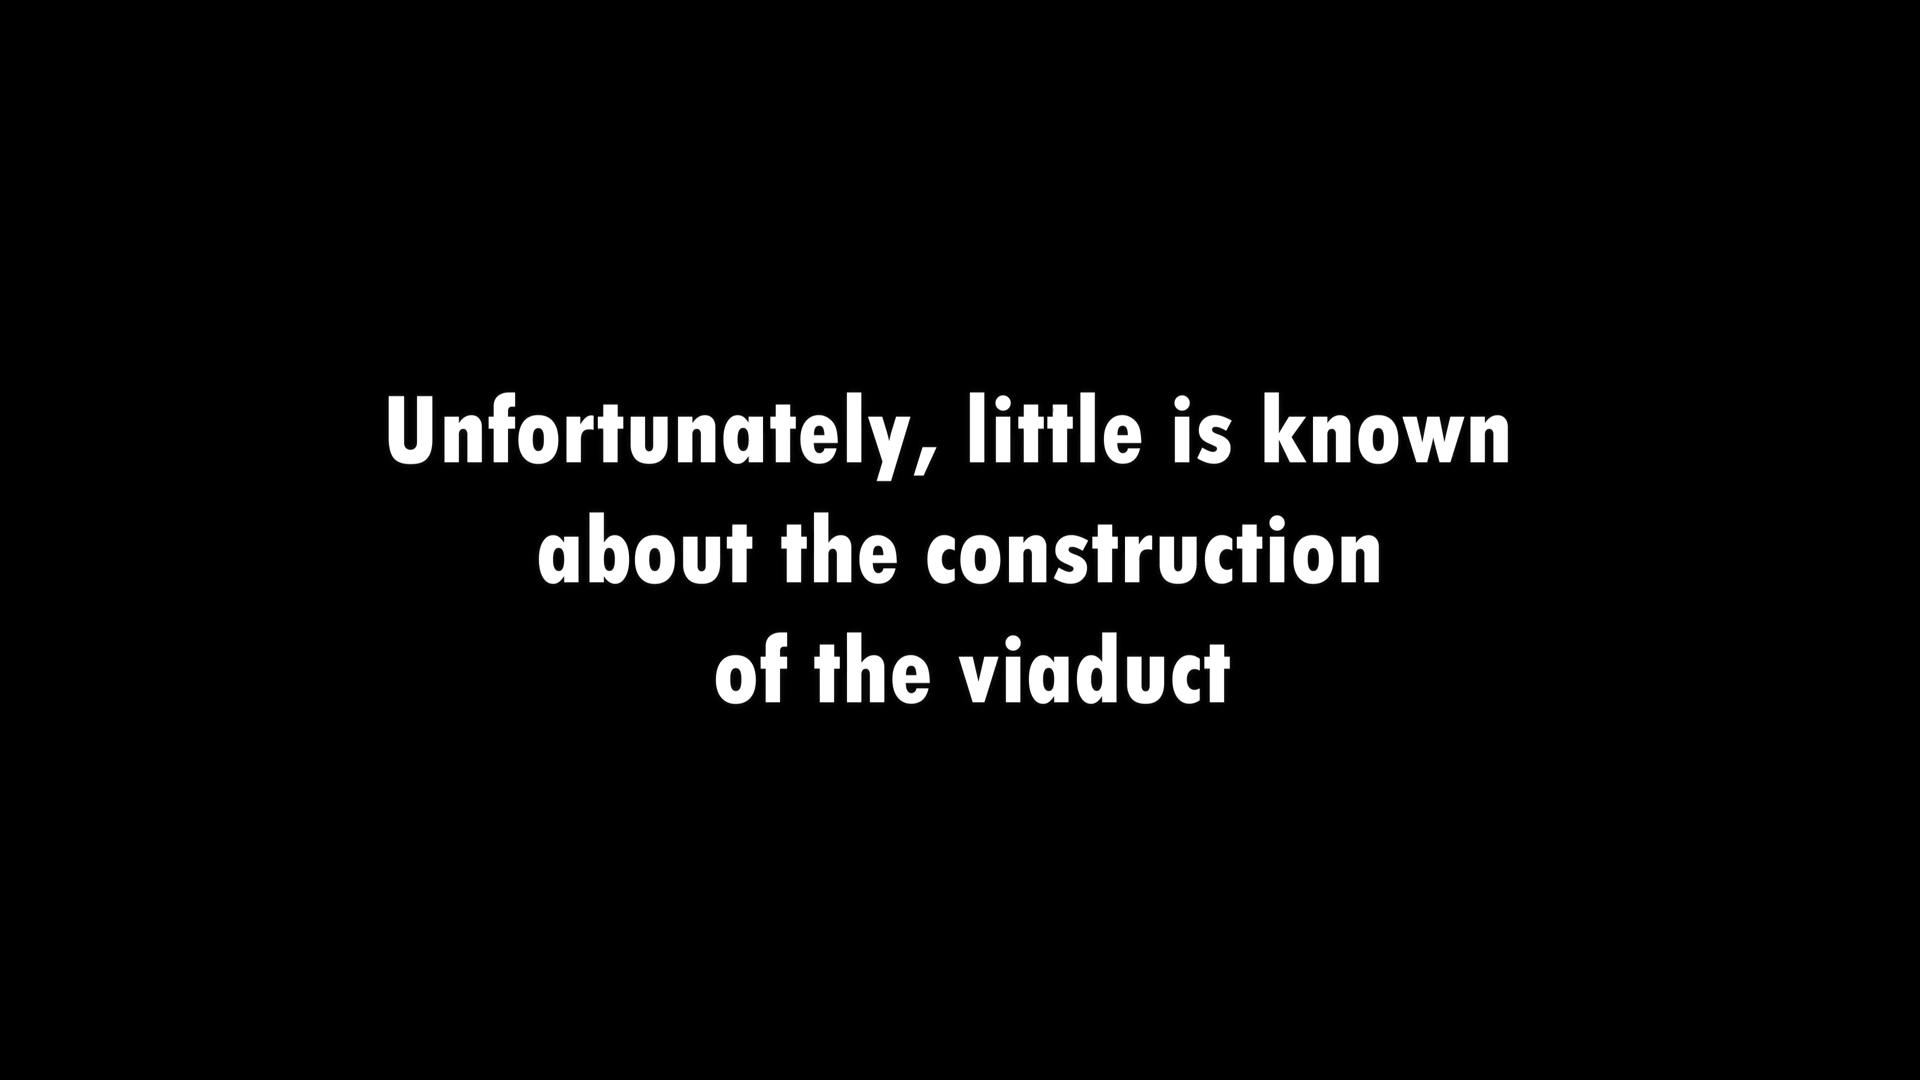 Unfortunately, little is known
about the construction
of the viaduct